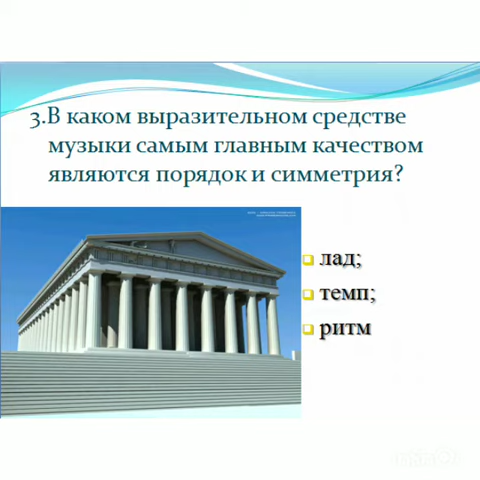 3.В каком выразительном средстве
музыки самым главным качеством
являются порядок и симметрия?
лад;
темп;
ритм